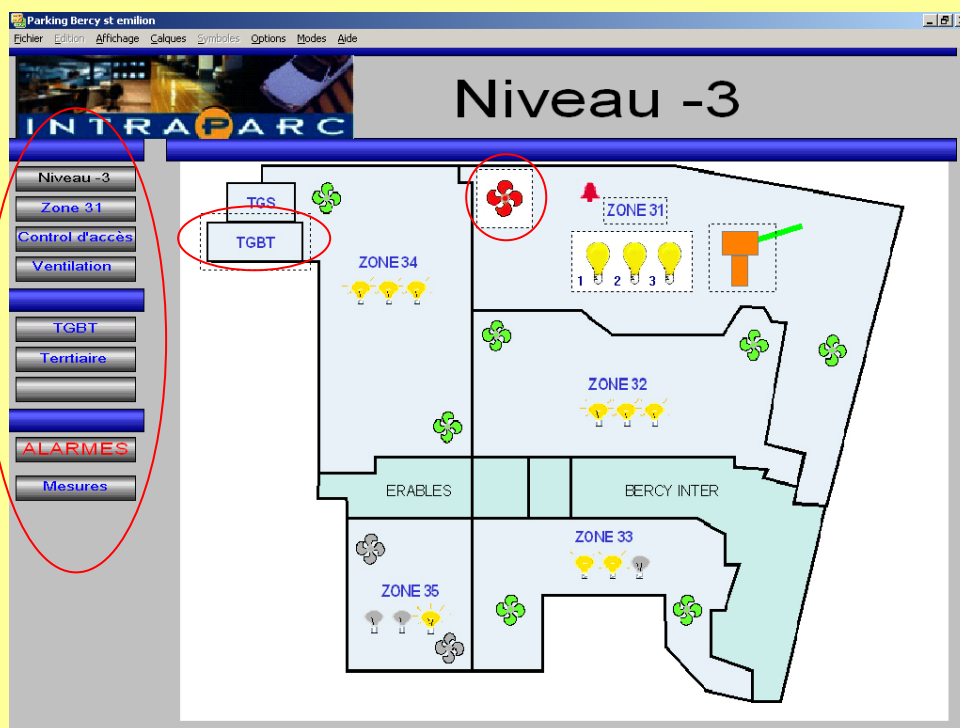 Parking Bercy st emilion
Fichier Edition Affichage Calques Symboles Options Modes Aide
INTRAPARC
Niveau -3
Niveau -3
Zone 31
Control d'accès
Ventilation
TGBT
Terrtiaire
ALARMES
Mesures
TGS
TGBT
ZONE 34
ZONE 31
1 2 3
ZONE 32
ERABLES
BERCY INTER
ZONE 33
ZONE 35